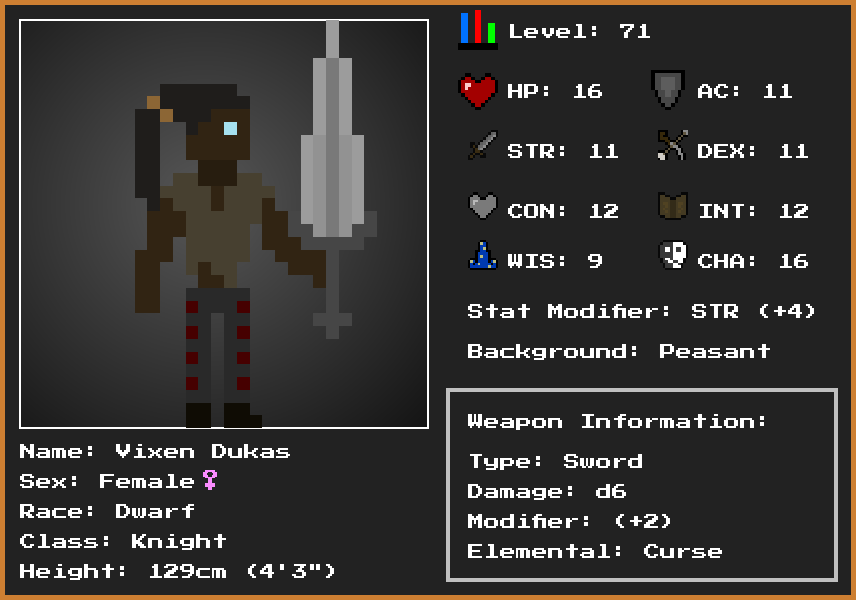 Level: 71
HP: 16 AC: 11
STR: 11 DEX: 11
CON: 12 INT: 12
WIS: 9 CHA: 16
Stat Modifier: STR (+4)
Background: Peasant
Weapon Information:
Type: Sword
Damage: d6
Modifier: (+2)
Elemental: Curse
Name: Vixen Dukas
Sex: Female♀
Race: Dwarf
Class: Knight
Height: 129cm (4'3")